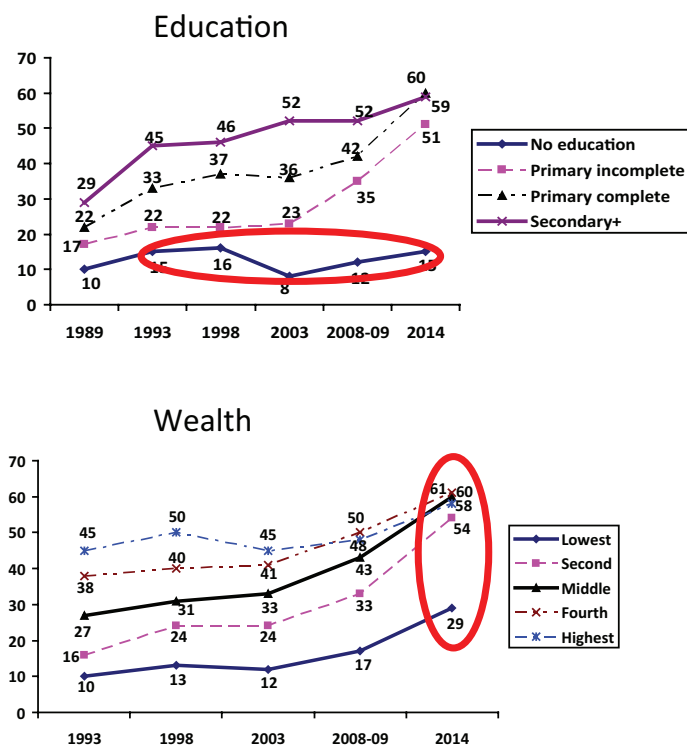 Education
70
60
50
40
30
20
10
0
29 45 46 52 52 59
22 33 37 36 42 60
17 22 22 23 35 51
10 15 16 8 12 15
1989 1993 1998 2003 2008-09 2014
No education
Primary incomplete
Primary complete
Secondary+
Wealth
70
60
50
40
30
20
10
0
45 50 45 48 58
38 40 41 50 61
27 31 33 43 60
16 24 24 33 54
10 13 12 17 29
1993 1998 2003 2008-09 2014
Lowest
Second
Middle
Fourth
Highest